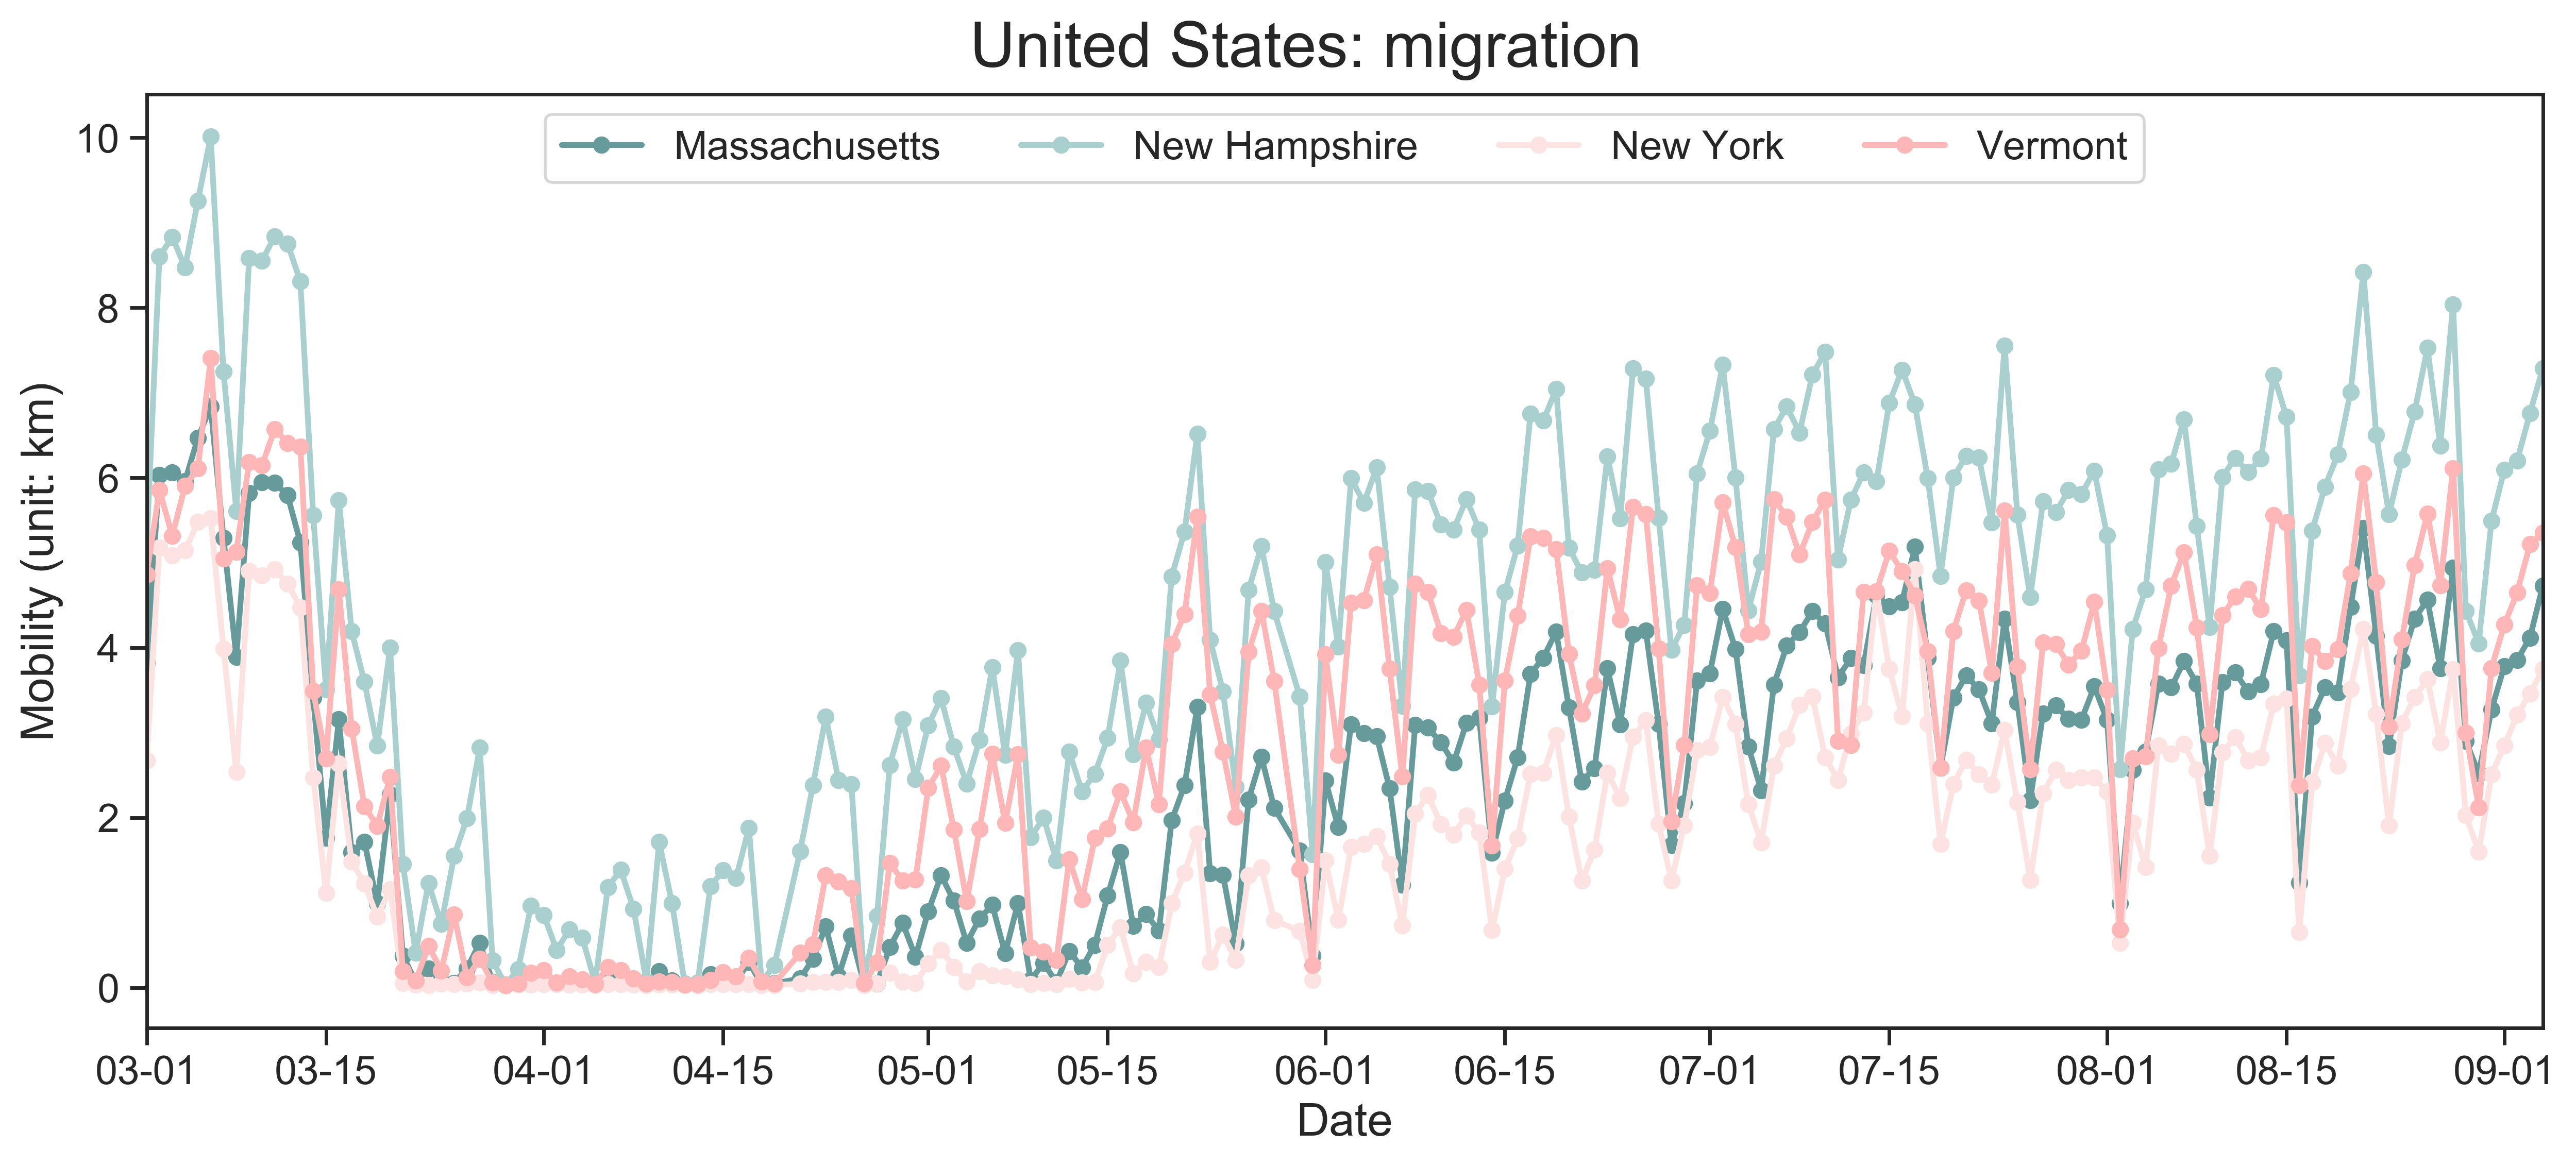 United States: migration
Massachusetts New Hampshire New York Vermont
Mobility (unit: km)
10
8
6
4
2
0
03-01 03-15 04-01 04-15 05-01 05-15 06-01 06-15 07-01 07-15 08-01 08-15 09-01
Date